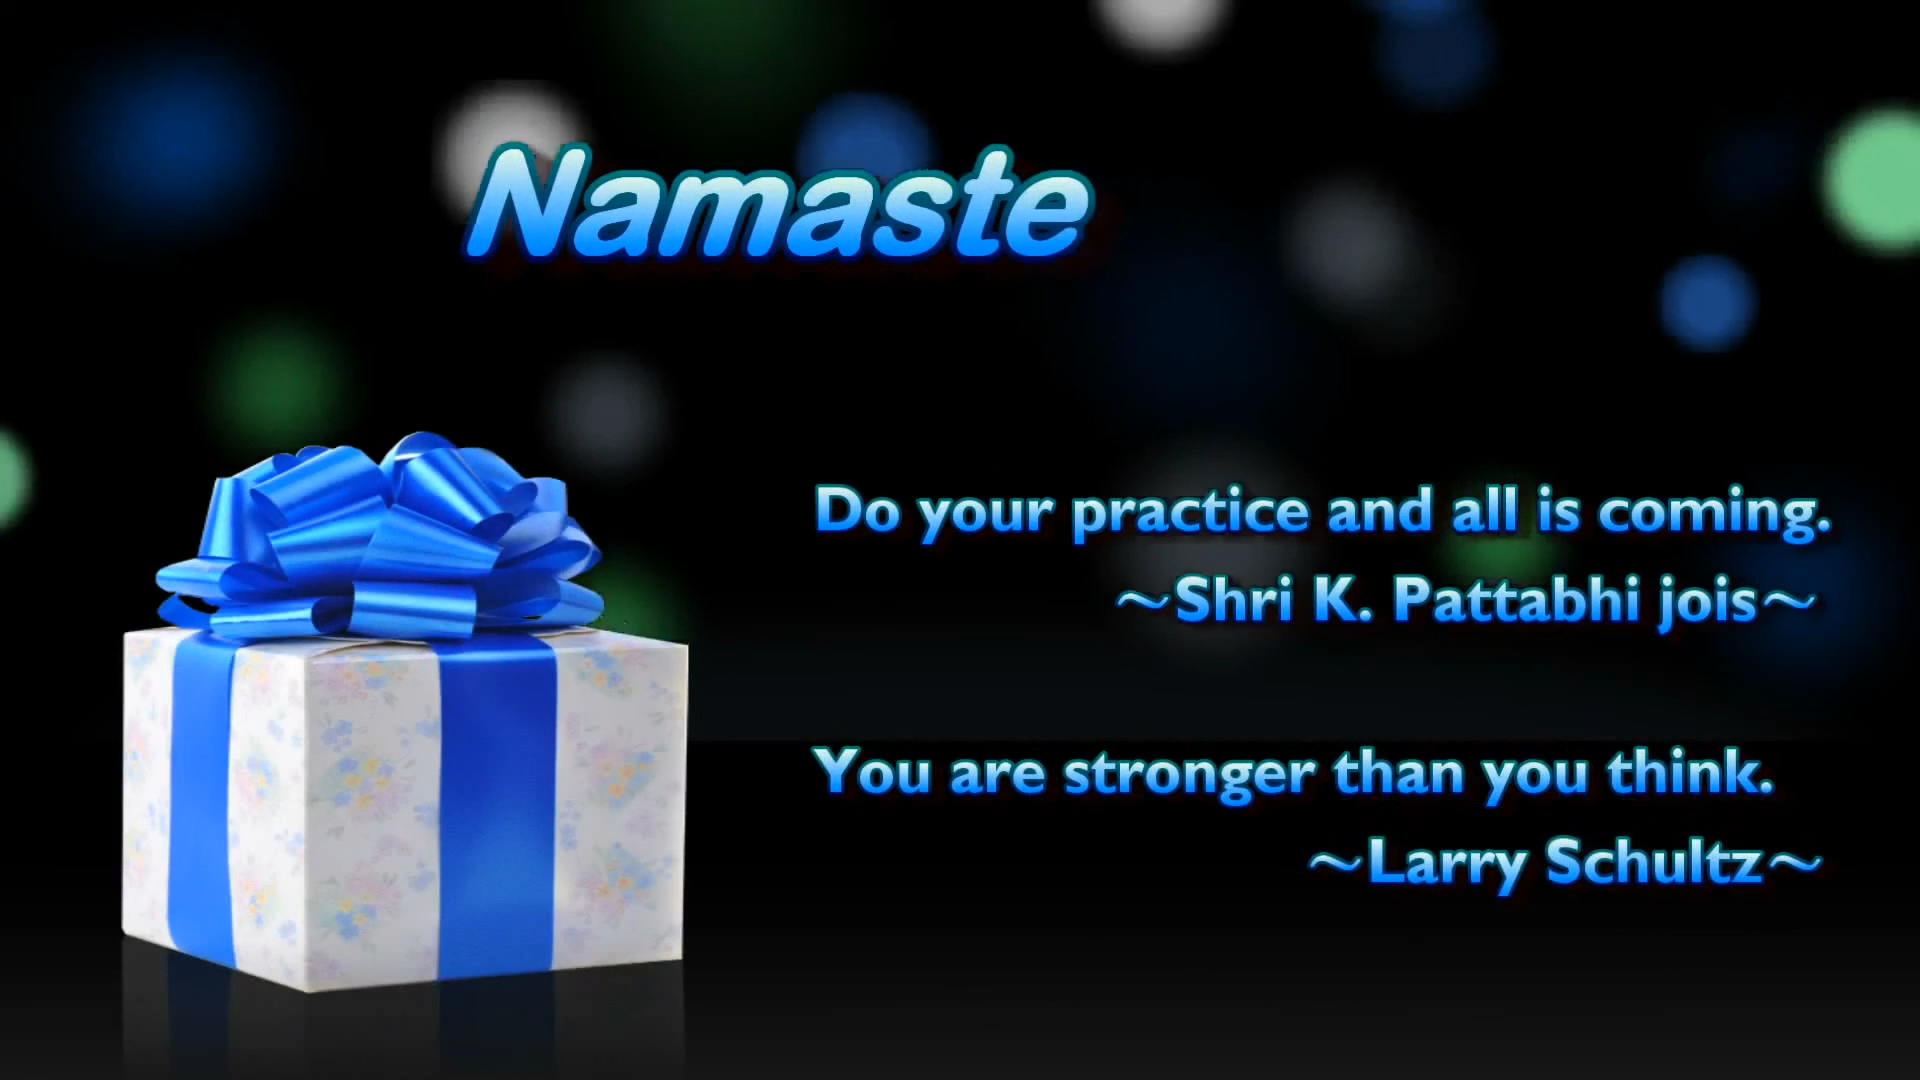 Namaste
Do your practice and all is coming.
~Shri K. Pattabhi jois~
You are stronger than you think.
~Larry Schultz~